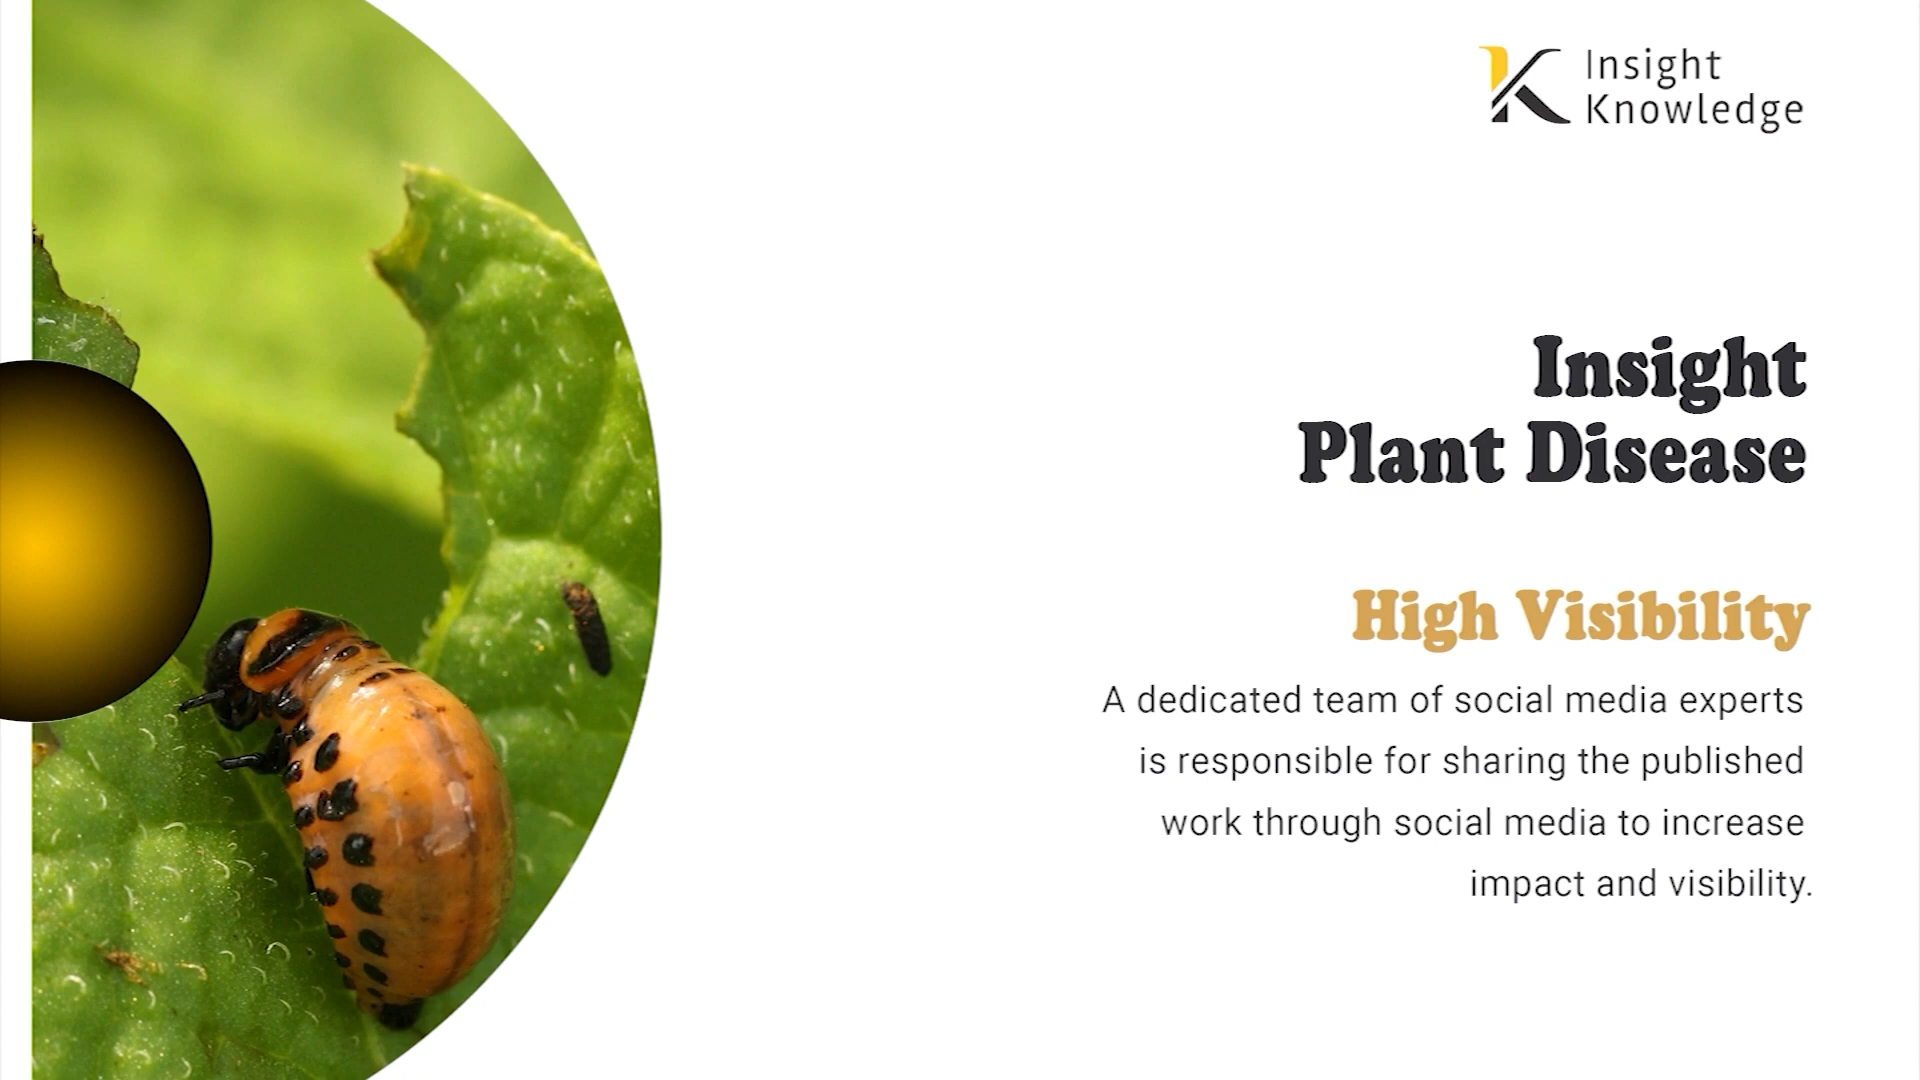 Insight
Knowledge
Insight
Plant Disease
High Visibility
A dedicated team of social media experts
is responsible for sharing the published
work through social media to increase
impact and visibility.